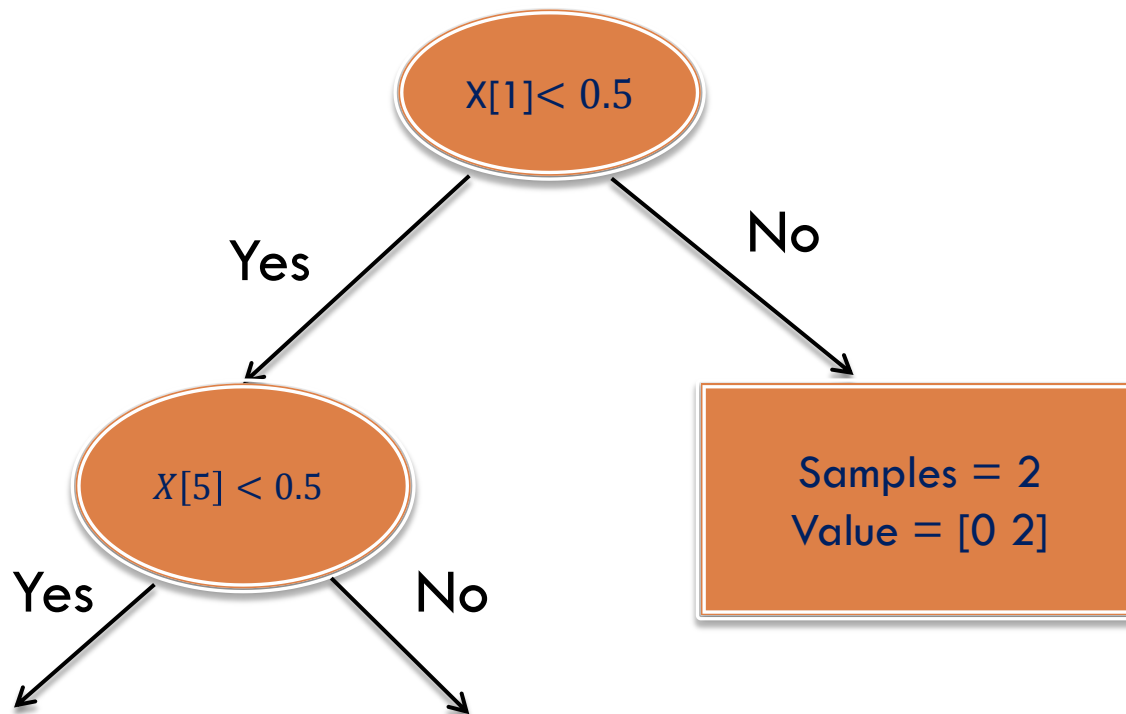 X[1]< 0.5
Yes
No
X[5] < 0.5
Samples = 2
Value = [0 2]
Yes
No